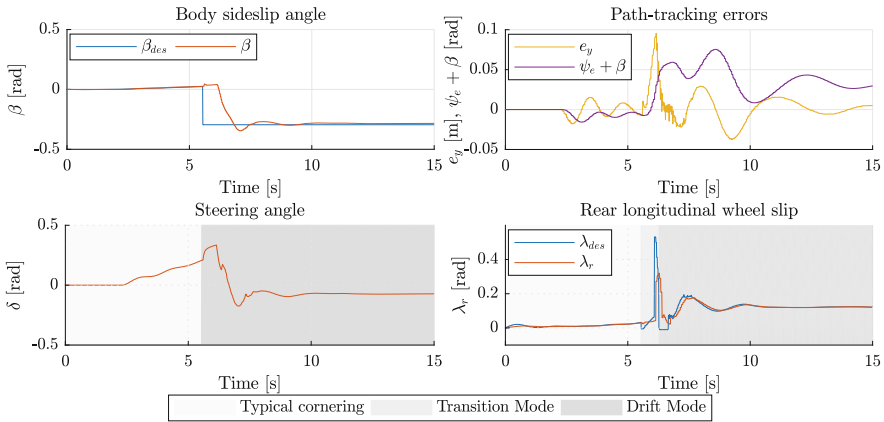 Body sideslip angle
0.5
0
-0.5
β [rad]
β_des
β
0
5
10
15
Time [s]
Path-tracking errors
0.1
0.05
0
-0.05
e_y [m], ψ_e + β [rad]
e_y
ψ_e + β
0
5
10
15
Time [s]
Steering angle
0.5
0
-0.5
δ [rad]
0
5
10
15
Time [s]
Rear longitudinal wheel slip
0.4
0.2
0
λ_r [rad]
λ_des
λ_r
0
5
10
15
Time [s]
Typical cornering
Transition Mode
Drift Mode